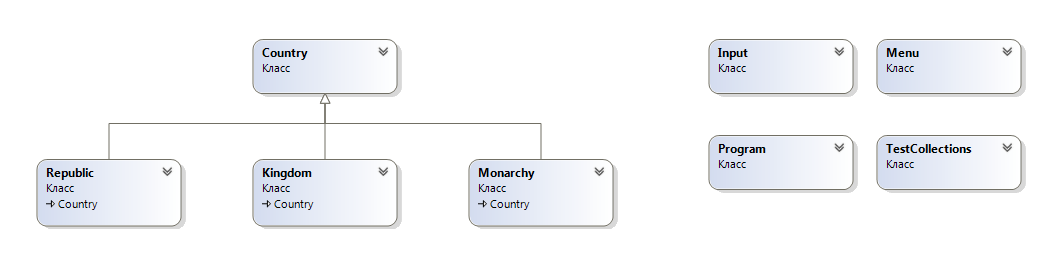 Country
Класс
Input
Класс
Menu
Класс
Program
Класс
TestCollections
Класс
Republic
Класс
Country
Kingdom
Класс
Country
Monarchy
Класс
Country